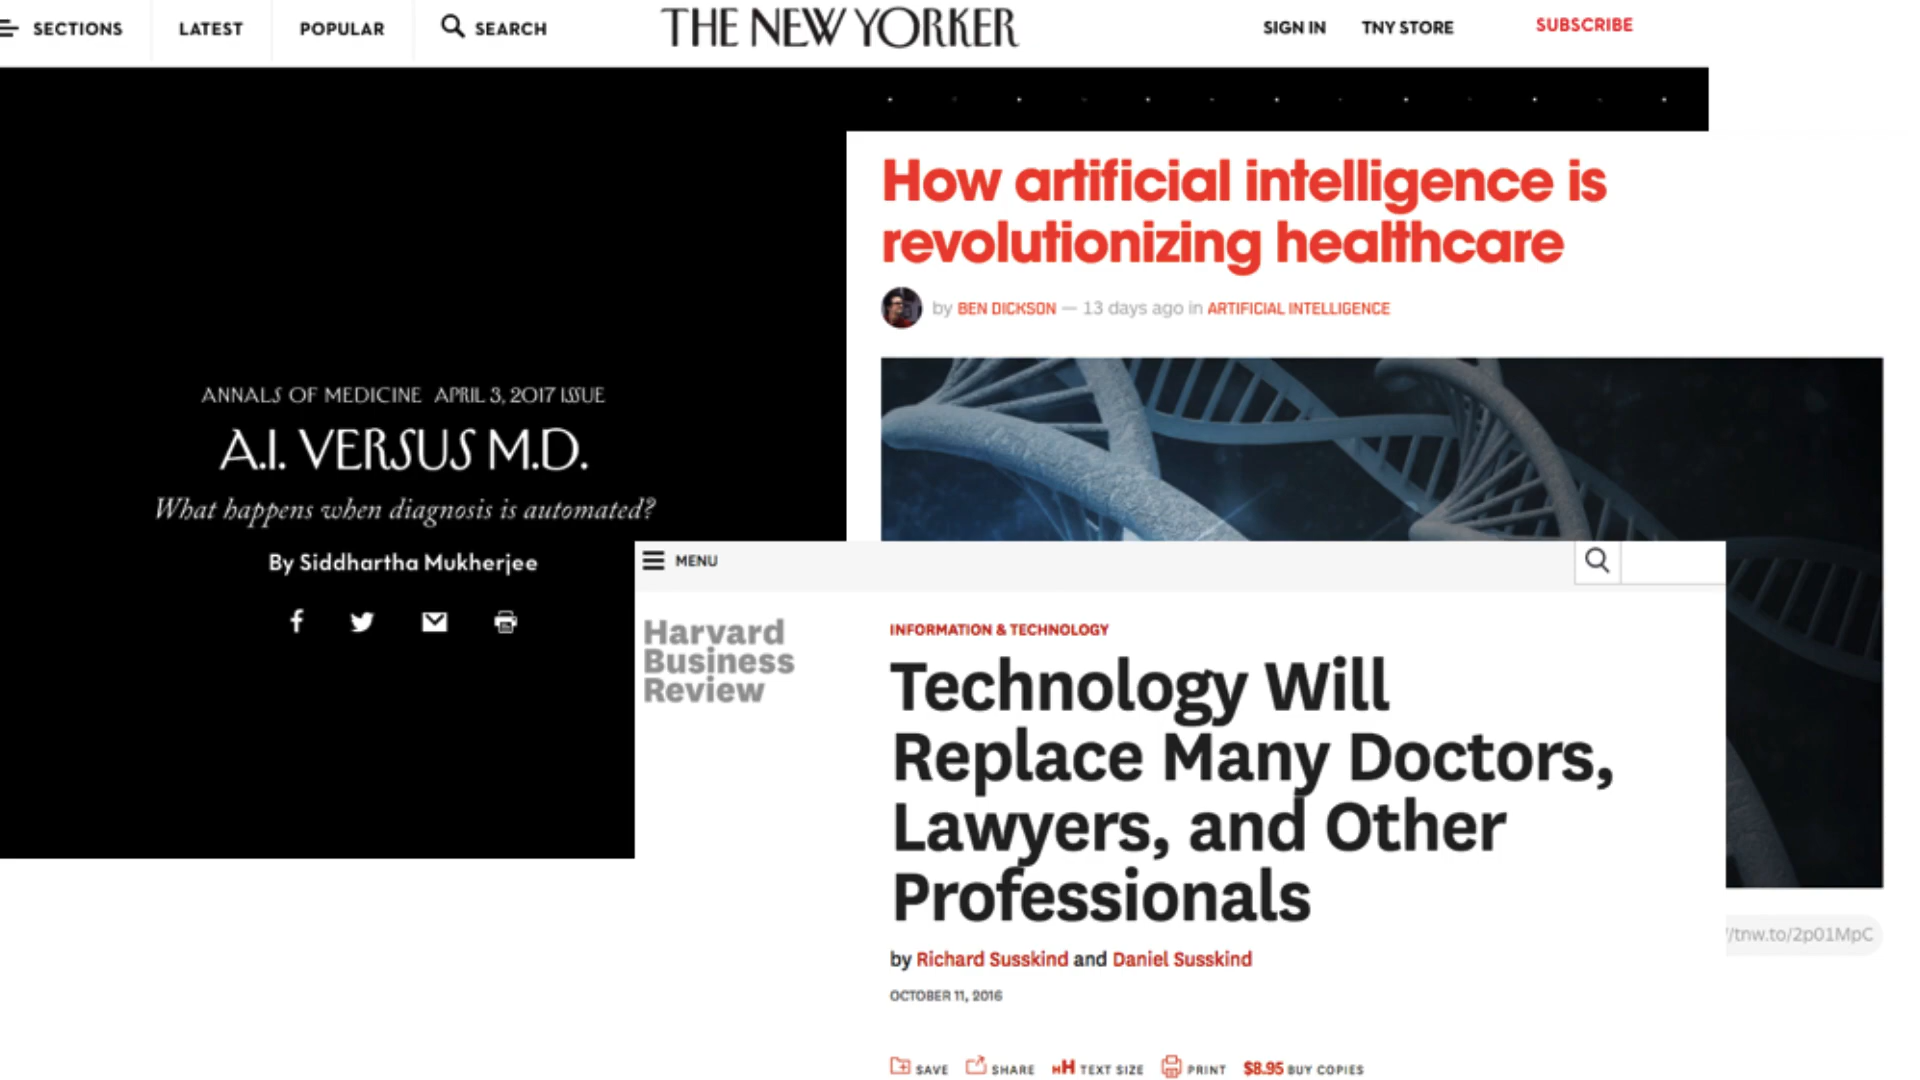 SECTIONS
LATEST
POPULAR
SEARCH
THE NEW YORKER
SIGN IN
TNY STORE
SUBSCRIBE
ANNALS OF MEDICINE APRIL 3, 2017 ISSUE
A.I. VERSUS M.D.
What happens when diagnosis is automated?
By Siddhartha Mukherjee
How artificial intelligence is
revolutionizing healthcare
by BEN DICKSON — 13 days ago in ARTIFICIAL INTELLIGENCE
MENU
Harvard
Business
Review
INFORMATION & TECHNOLOGY
Technology Will
Replace Many Doctors,
Lawyers, and Other
Professionals
by Richard Susskind and Daniel Susskind
OCTOBER 11, 2016
SAVE
SHARE
TEXT SIZE
PRINT
$8.95 BUY COPIES
/tnw.to/2p01MpC